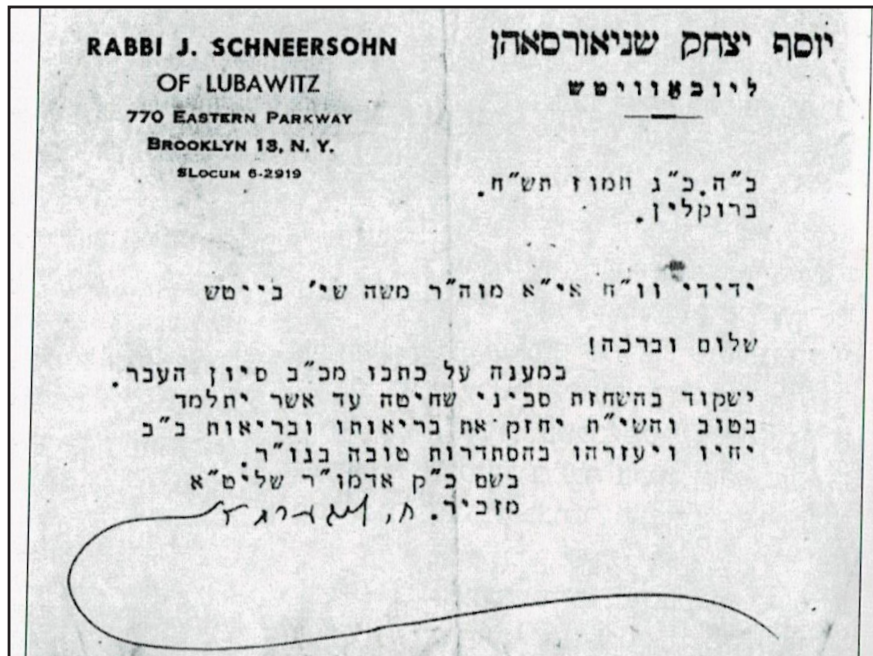 RABBI J. SCHNEERSOHN
OF LUBAWITZ
770 EASTERN PARKWAY
BROOKLYN 13, N. Y.
SLOCUM 6-2919
יוסף יצחק שניאורסאהן
ליובאוויטש
ב"ה. כ"ג תמוז תש"ח.
ברוקלין.
ידידי וו"ח אי"א מוה"ר משה שי' בייטש
שלום וברכה!
במענה על כתבו מכ"ב סיון העבר.
ישקוד בהשחזת סכיני שחיטה עד אשר יתלמד
בטוב והשי"ת יחזק את בריאותו ובריאות ב"ב
יחיו ויעזרהו בהסתדרות טובה בגו"ר.
בשם כ"ק אדמו"ר שליט"א
מזכיר.